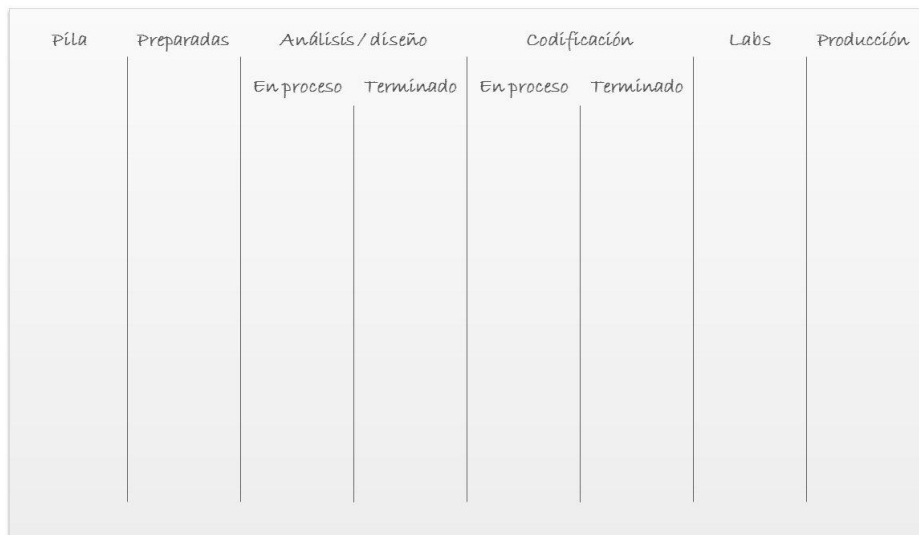 Pila Preparadas Análisis / diseño Codificación Labs Producción
En proceso Terminado En proceso Terminado